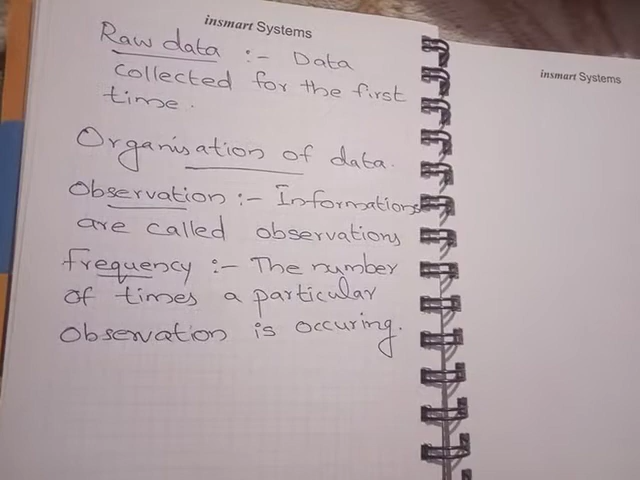 insmart Systems
Raw data :- Data
collected for the first
time.
Organisation of data.
Observation :- Informations
are called observations
frequency :- The number
of times a particular
observation is occuring.
insmart Systems